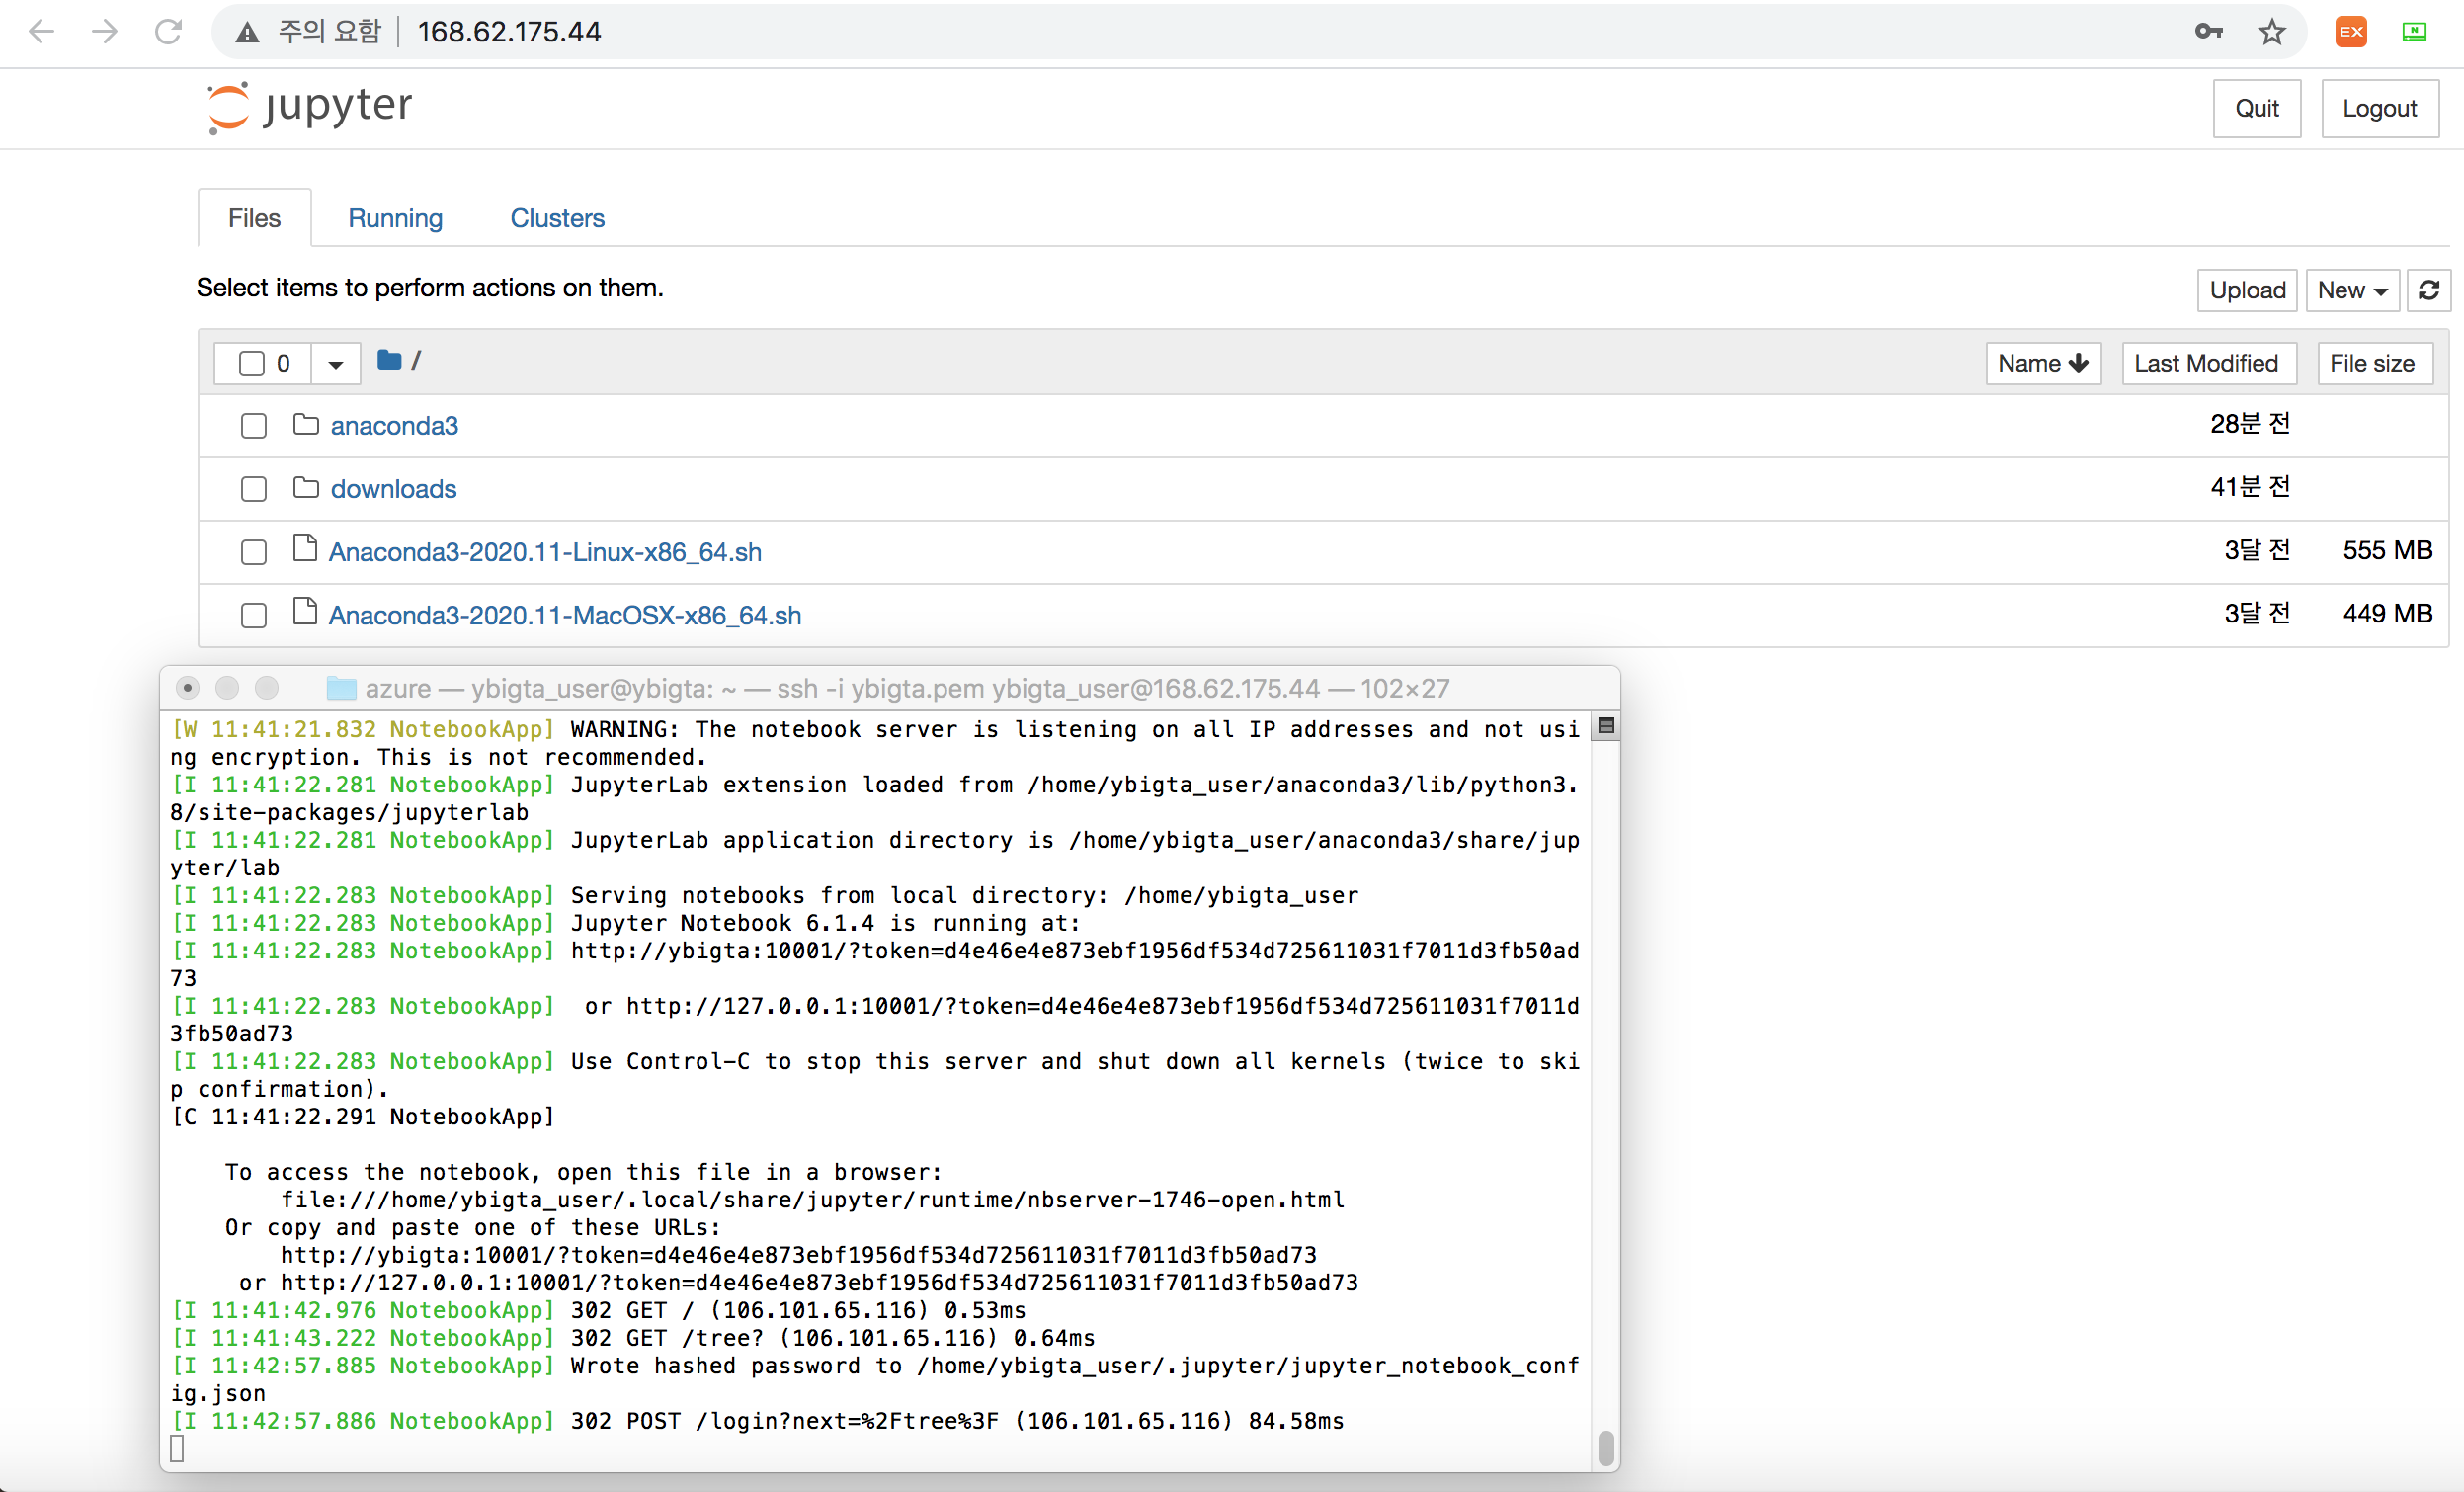 주의 요함 168.62.175.44
EX N
jupyter
Quit Logout
Files Running Clusters
Select items to perform actions on them.
Upload New
0 / Name Last Modified File size
anaconda3 28분 전
downloads 41분 전
Anaconda3-2020.11-Linux-x86_64.sh 3달 전 555 MB
Anaconda3-2020.11-MacOSX-x86_64.sh 3달 전 449 MB
azure — ybigta_user@ybigta: ~ — ssh -i ybigta.pem ybigta_user@168.62.175.44 — 102×27
[W 11:41:21.832 NotebookApp] WARNING: The notebook server is listening on all IP addresses and not usi
ng encryption. This is not recommended.
[I 11:41:22.281 NotebookApp] JupyterLab extension loaded from /home/ybigta_user/anaconda3/lib/python3.
8/site-packages/jupyterlab
[I 11:41:22.281 NotebookApp] JupyterLab application directory is /home/ybigta_user/anaconda3/share/jup
yter/lab
[I 11:41:22.283 NotebookApp] Serving notebooks from local directory: /home/ybigta_user
[I 11:41:22.283 NotebookApp] Jupyter Notebook 6.1.4 is running at:
[I 11:41:22.283 NotebookApp] http://ybigta:10001/?token=d4e46e4e873ebf1956df534d725611031f7011d3fb50ad
73
[I 11:41:22.283 NotebookApp]  or http://127.0.0.1:10001/?token=d4e46e4e873ebf1956df534d725611031f7011d
3fb50ad73
[I 11:41:22.283 NotebookApp] Use Control-C to stop this server and shut down all kernels (twice to ski
p confirmation).
[C 11:41:22.291 NotebookApp]
To access the notebook, open this file in a browser:
file:///home/ybigta_user/.local/share/jupyter/runtime/nbserver-1746-open.html
Or copy and paste one of these URLs:
http://ybigta:10001/?token=d4e46e4e873ebf1956df534d725611031f7011d3fb50ad73
or http://127.0.0.1:10001/?token=d4e46e4e873ebf1956df534d725611031f7011d3fb50ad73
[I 11:41:42.976 NotebookApp] 302 GET / (106.101.65.116) 0.53ms
[I 11:41:43.222 NotebookApp] 302 GET /tree? (106.101.65.116) 0.64ms
[I 11:42:57.885 NotebookApp] Wrote hashed password to /home/ybigta_user/.jupyter/jupyter_notebook_conf
ig.json
[I 11:42:57.886 NotebookApp] 302 POST /login?next=%2Ftree%3F (106.101.65.116) 84.58ms